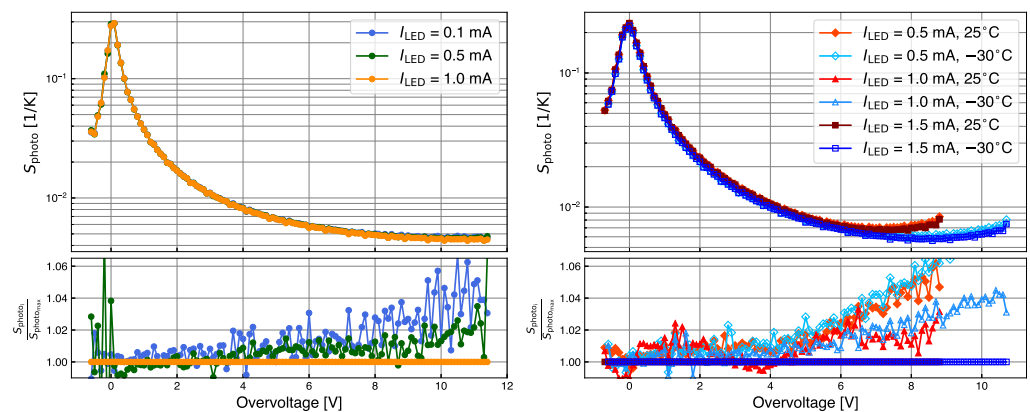 S_photo [1/K]
10⁻¹
10⁻²
I_LED = 0.1 mA
I_LED = 0.5 mA
I_LED = 1.0 mA
S_photo_i / S_photo_max
1.06
1.04
1.02
1.00
0 2 4 6 8 10 12
Overvoltage [V]
S_photo [1/K]
10⁻¹
10⁻²
I_LED = 0.5 mA, 25°C
I_LED = 0.5 mA, −30°C
I_LED = 1.0 mA, 25°C
I_LED = 1.0 mA, −30°C
I_LED = 1.5 mA, 25°C
I_LED = 1.5 mA, −30°C
S_photo_i / S_photo_max
1.06
1.04
1.02
1.00
0 2 4 6 8 10
Overvoltage [V]